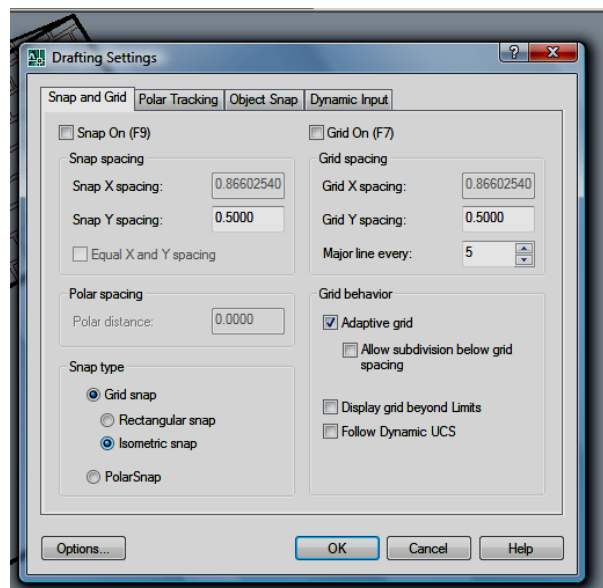 Drafting Settings
Snap and Grid Polar Tracking Object Snap Dynamic Input
Snap On (F9)
Snap spacing
Snap X spacing: 0.86602540
Snap Y spacing: 0.5000
Equal X and Y spacing
Polar spacing
Polar distance: 0.0000
Snap type
Grid snap
Rectangular snap
Isometric snap
PolarSnap
Grid On (F7)
Grid spacing
Grid X spacing: 0.86602540
Grid Y spacing: 0.5000
Major line every: 5
Grid behavior
Adaptive grid
Allow subdivision below grid
spacing
Display grid beyond Limits
Follow Dynamic UCS
Options... OK Cancel Help